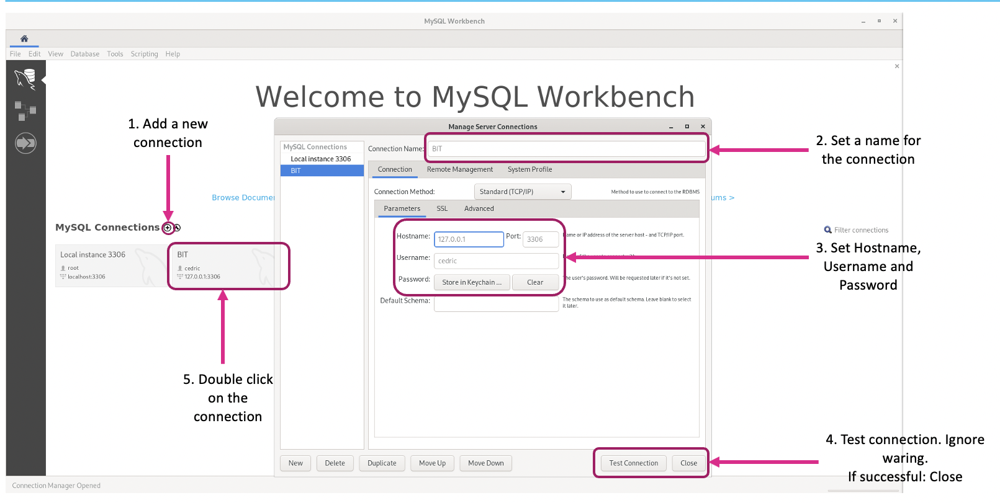 MySQL Workbench
File Edit View Database Tools Scripting Help
Welcome to MySQL Workbench
1. Add a new
connection
Manage Server Connections
MySQL Connections
Local instance 3306
BIT
Connection Name: BIT
2. Set a name for
the connection
Connection Remote Management System Profile
Connection Method: Standard (TCP/IP) Method to use to connect to the RDBMS
Browse Documen
ums >
Parameters SSL Advanced
MySQL Connections
Filter connections
Hostname: 127.0.0.1 Port: 3306 Name or IP address of the server host - and TCP/IP port.
Username: cedric
Password: Store in Keychain ... Clear The user's password. Will be requested later if it's not set.
Default Schema: The schema to use as default schema. Leave blank to select
it later.
3. Set Hostname,
Username and
Password
Local instance 3306
root
localhost:3306
BIT
cedric
127.0.0.1:3306
5. Double click
on the
connection
New Delete Duplicate Move Up Move Down Test Connection Close
4. Test connection. Ignore
waring.
If successful: Close
Connection Manager Opened